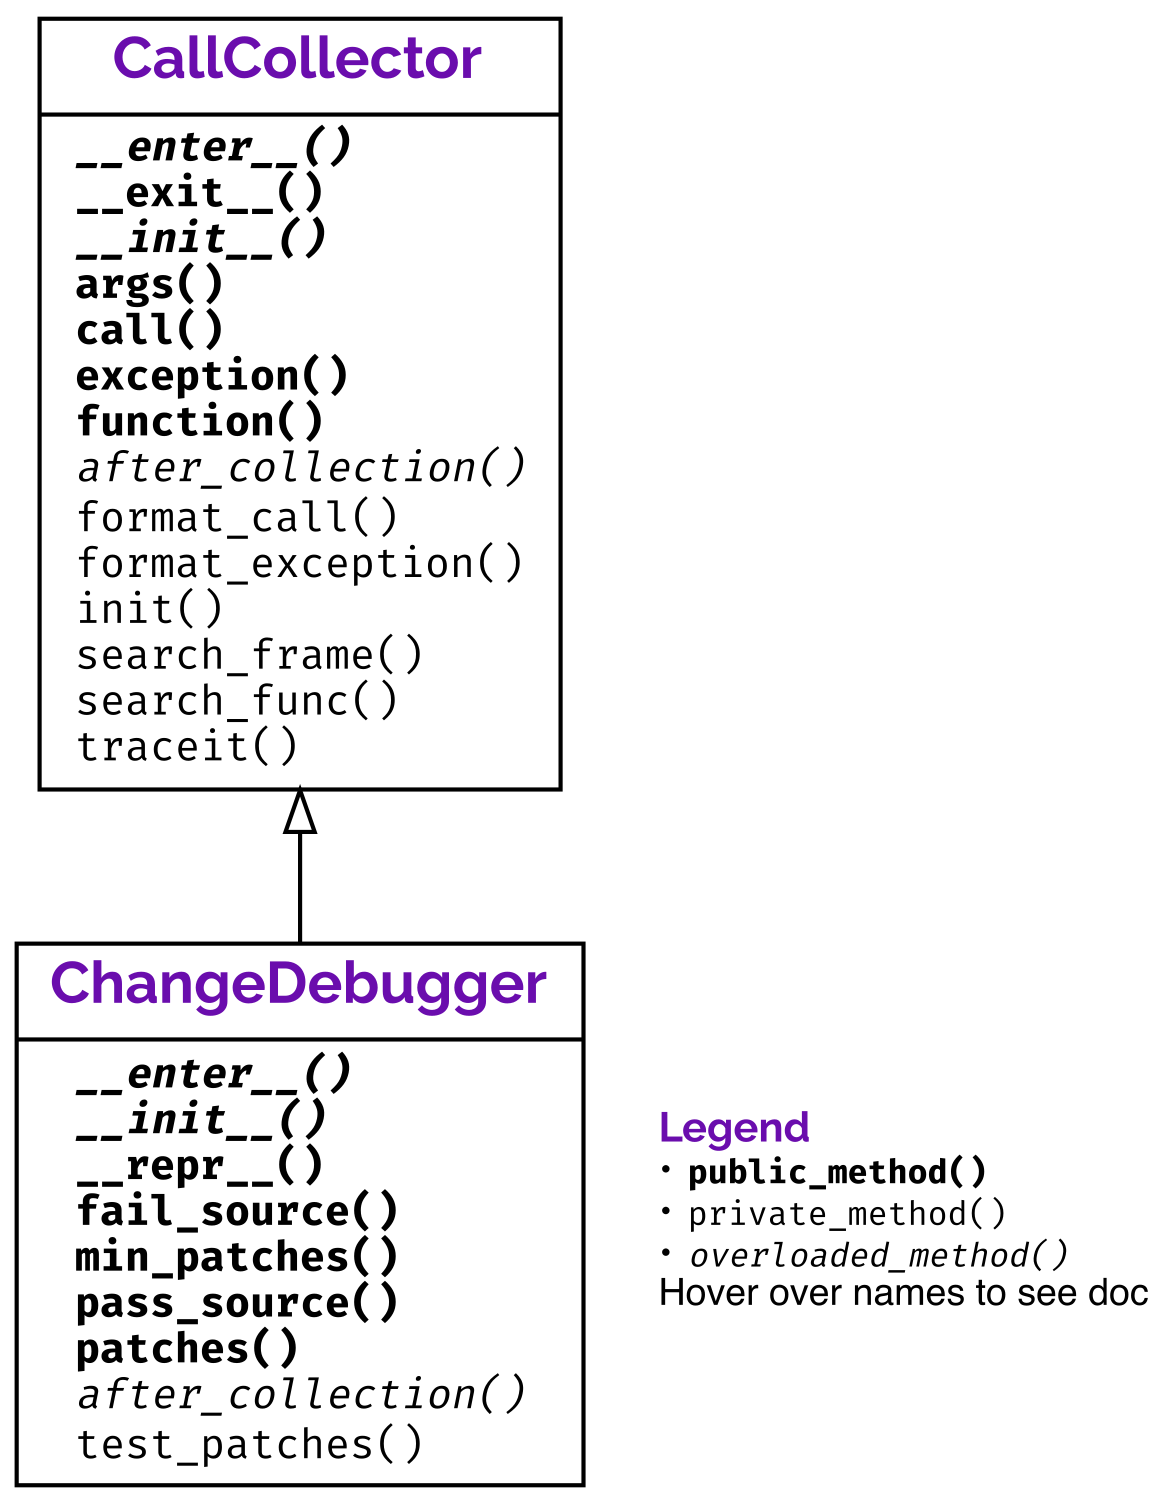 CallCollector
__enter__()
__exit__()
__init__()
args()
call()
exception()
function()
after_collection()
format_call()
format_exception()
init()
search_frame()
search_func()
traceit()
ChangeDebugger
__enter__()
__init__()
__repr__()
fail_source()
min_patches()
pass_source()
patches()
after_collection()
test_patches()
Legend
• public_method()
• private_method()
• overloaded_method()
Hover over names to see doc